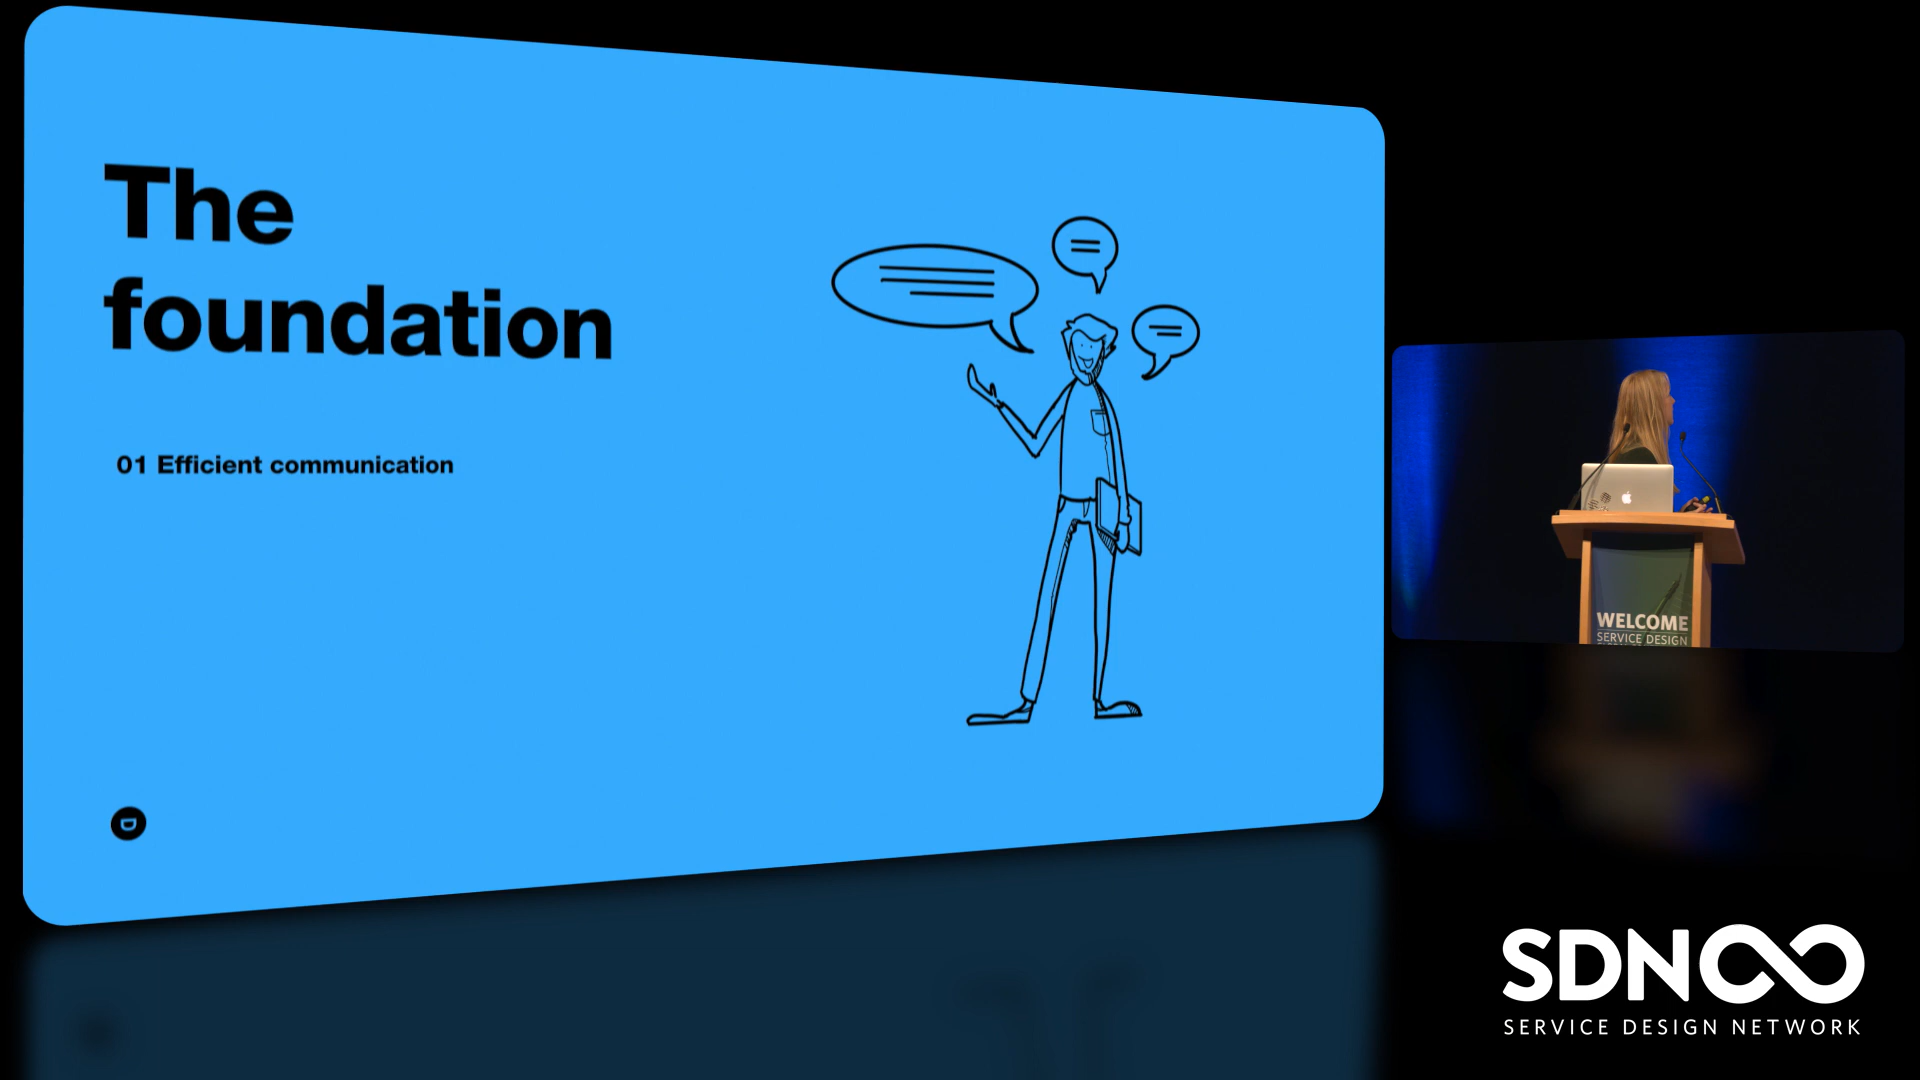 The
foundation
01 Efficient communication
D
WELCOME
SERVICE DESIGN
SDN
SERVICE DESIGN NETWORK